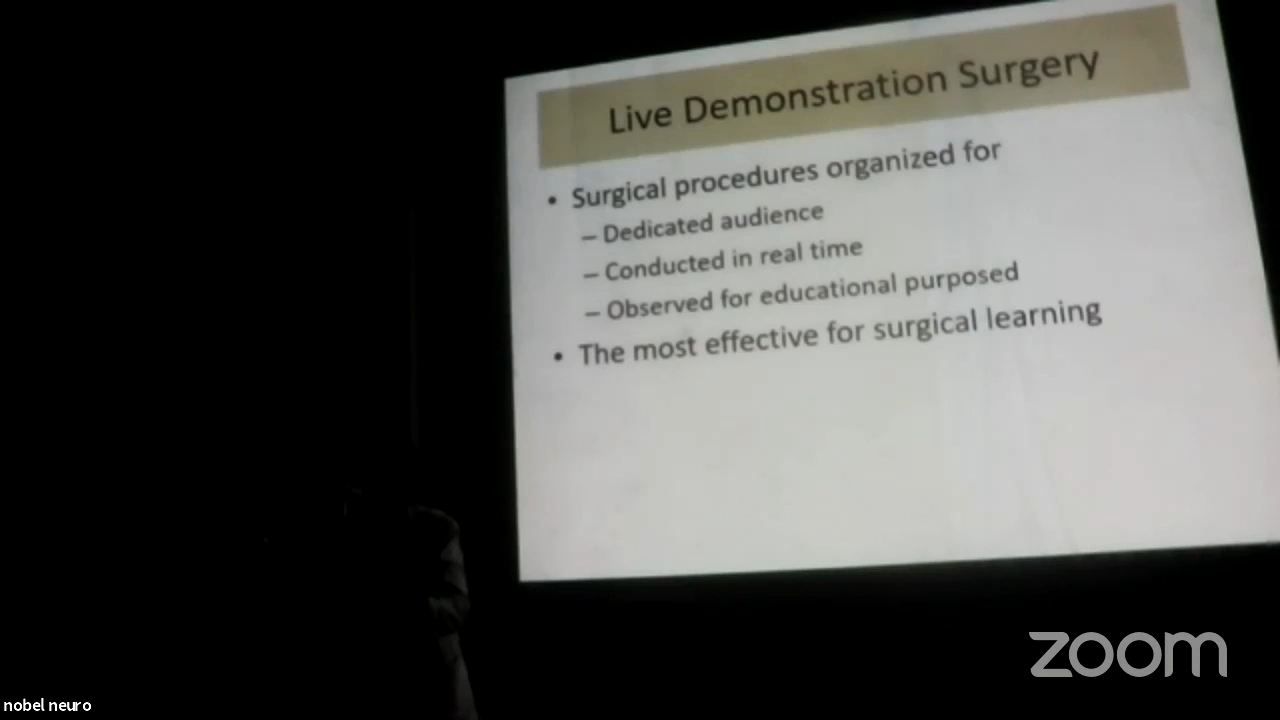 Live Demonstration Surgery
• Surgical procedures organized for
– Dedicated audience
– Conducted in real time
– Observed for educational purposed
• The most effective for surgical learning
zoom
nobel neuro